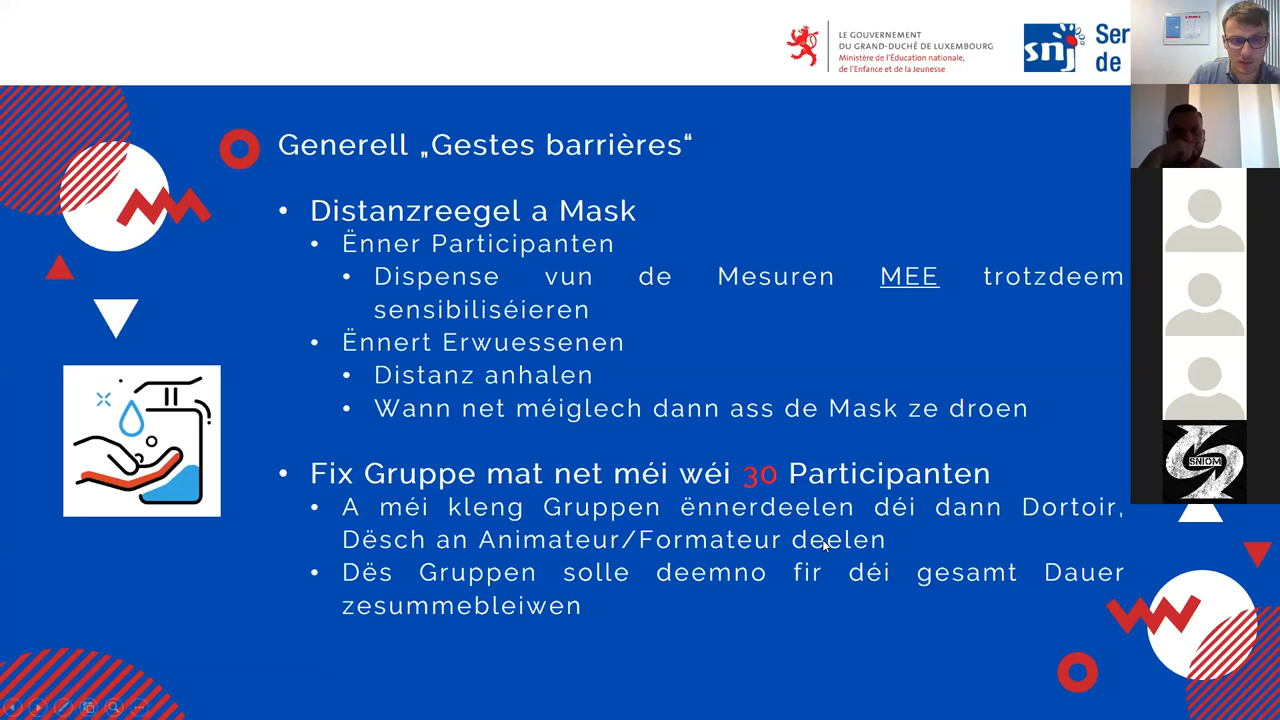 LE GOUVERNEMENT
DU GRAND-DUCHÉ DE LUXEMBOURG
Ministère de l'Éducation nationale,
de l'Enfance et de la Jeunesse
snj
Ser
de
Generell „Gestes barrières“
• Distanzreegel a Mask
• Ënner Participanten
• Dispense vun de Mesuren MEE trotzdeem
sensibiliséieren
• Ënnert Erwuessenen
• Distanz anhalen
• Wann net méiglech dann ass de Mask ze droen
• Fix Gruppe mat net méi wéi 30 Participanten
• A méi kleng Gruppen ënnerdeelen déi dann Dortoir,
Dësch an Animateur/Formateur deelen
• Dës Gruppen solle deemno fir déi gesamt Dauer
zesummebleiwen
SNIOM